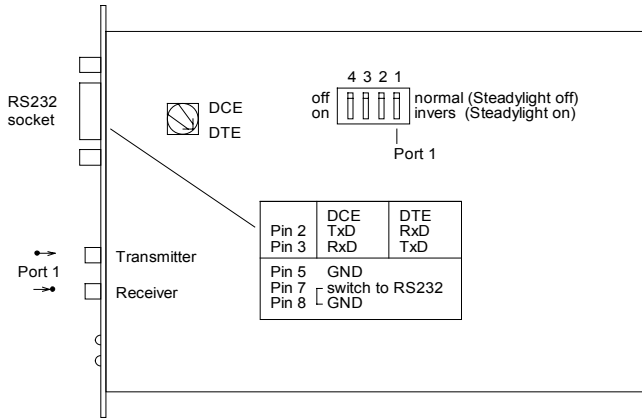 4 3 2 1
off normal (Steadylight off)
on invers (Steadylight on)
Port 1
RS232
socket
DCE
DTE
DCE DTE
Pin 2 TxD RxD
Pin 3 RxD TxD
Pin 5 GND
Pin 7 switch to RS232
Pin 8 GND
Transmitter
Port 1
Receiver